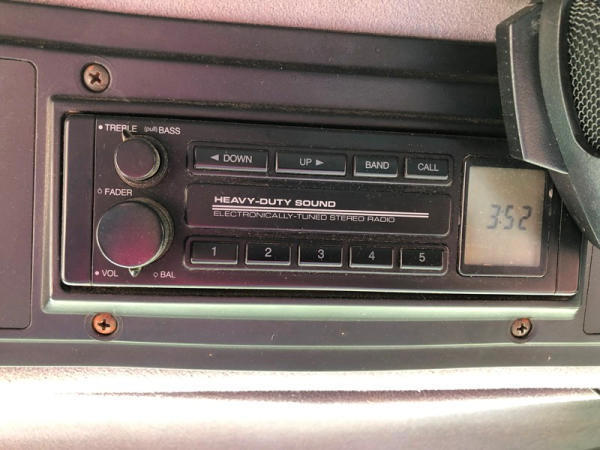 TREBLE (pull) BASS
◄ DOWN UP ► BAND CALL
FADER
HEAVY-DUTY SOUND
ELECTRONICALLY-TUNED STEREO RADIO
3:52
1 2 3 4 5
VOL BAL